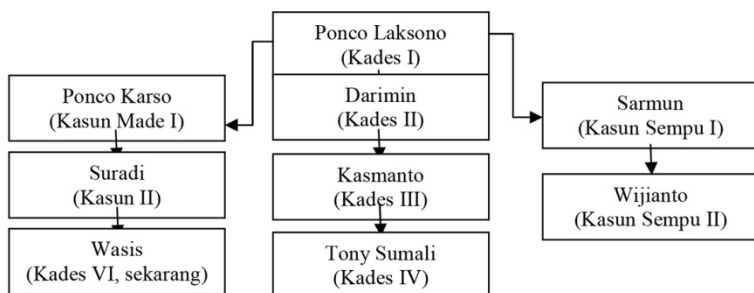 Ponco Laksono
(Kades I)
Ponco Karso
(Kasun Made I)
Darimin
(Kades II)
Sarmun
(Kasun Sempu I)
Suradi
(Kasun II)
Kasmanto
(Kades III)
Wijianto
(Kasun Sempu II)
Wasis
(Kades VI, sekarang)
Tony Sumali
(Kades IV)